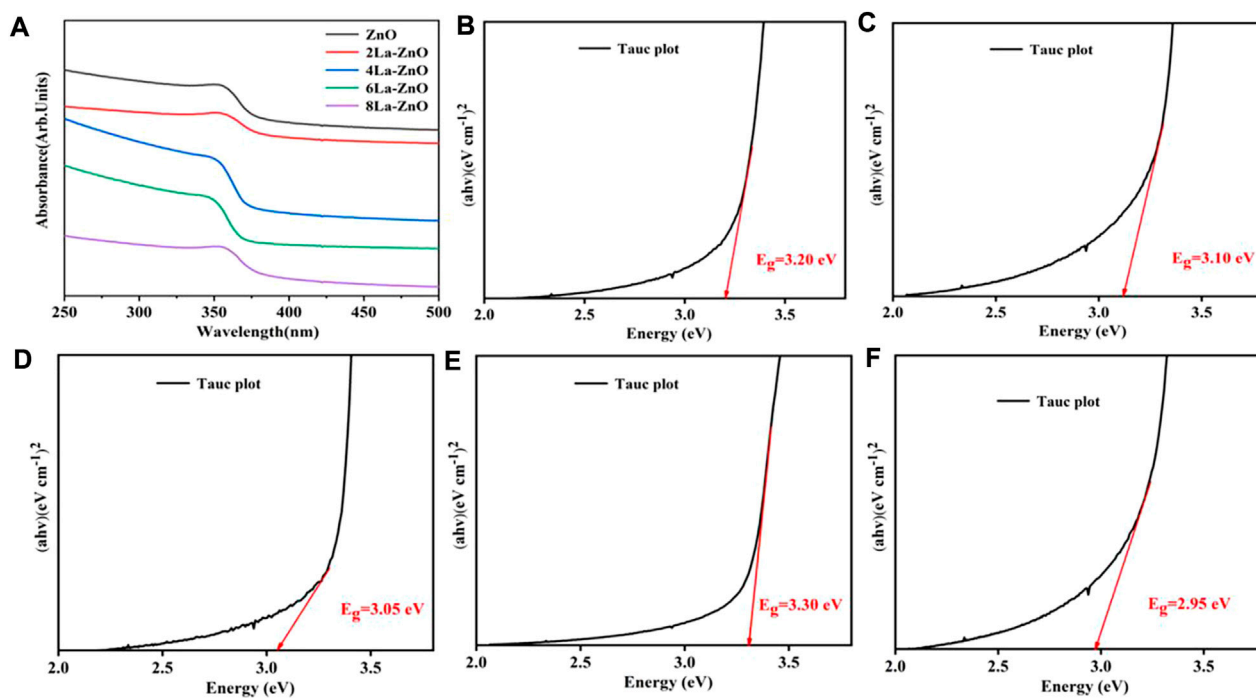 A
ZnO
2La-ZnO
4La-ZnO
6La-ZnO
8La-ZnO
Absorbance(Arb.Units)
250 300 350 400 450 500
Wavelength(nm)
B
Tauc plot
(ahv)(eV cm⁻¹)²
Eg=3.20 eV
2.0 2.5 3.0 3.5
Energy (eV)
C
Tauc plot
(ahv)(eV cm⁻¹)²
Eg=3.10 eV
2.0 2.5 3.0 3.5
Energy (eV)
D
Tauc plot
(ahv)(eV cm⁻¹)²
Eg=3.05 eV
2.0 2.5 3.0 3.5
Energy (eV)
E
Tauc plot
(ahv)(eV cm⁻¹)²
Eg=3.30 eV
2.0 2.5 3.0 3.5
Energy (eV)
F
Tauc plot
(ahv)(eV cm⁻¹)²
Eg=2.95 eV
2.0 2.5 3.0 3.5
Energy (eV)